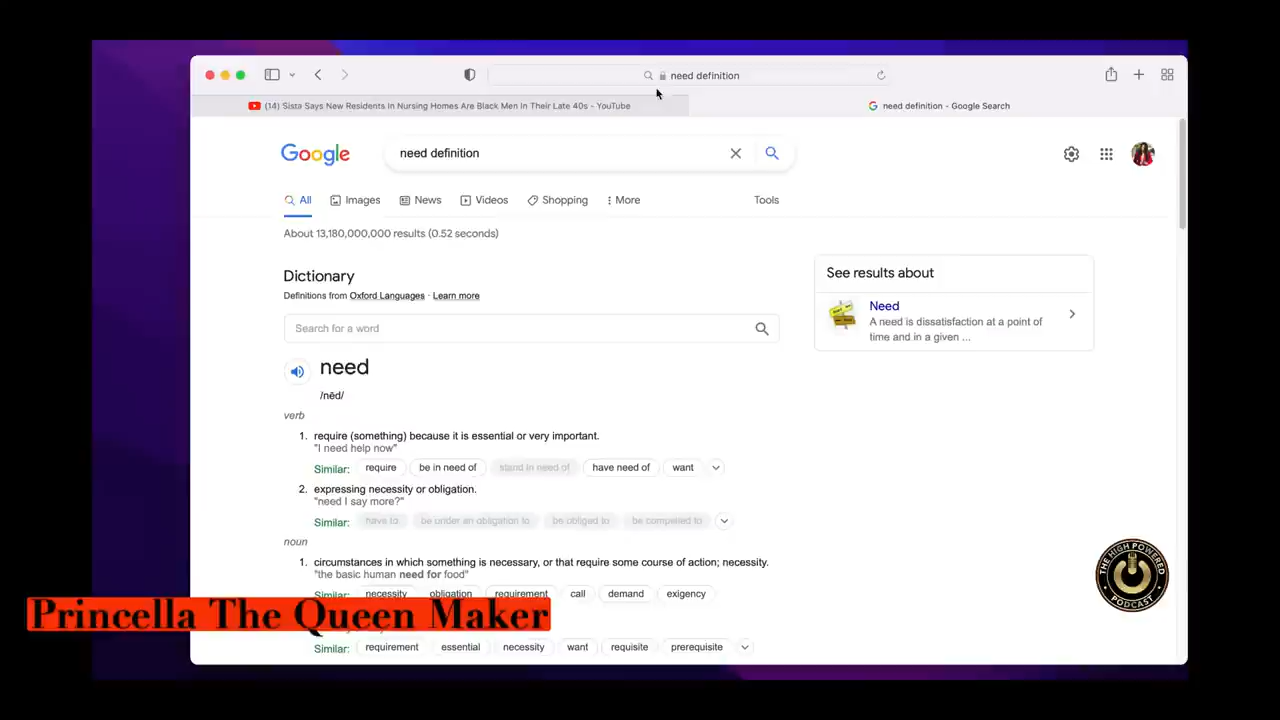 need definition
(14) Sista Says New Residents In Nursing Homes Are Black Men In Their Late 40s - YouTube
need definition - Google Search
Google
need definition
All Images News Videos Shopping More Tools
About 13,180,000,000 results (0.52 seconds)
Dictionary
Definitions from Oxford Languages · Learn more
Search for a word
See results about
Need
A need is dissatisfaction at a point of
time and in a given ...
need
/nēd/
verb
1. require (something) because it is essential or very important.
"I need help now"
Similar: require be in need of stand in need of have need of want
2. expressing necessity or obligation.
"need I say more?"
Similar: have to be under an obligation to be obliged to be compelled to
noun
1. circumstances in which something is necessary, or that require some course of action; necessity.
"the basic human need for food"
Similar: necessity obligation requirement call demand exigency
Princella The Queen Maker
Similar: requirement essential necessity want requisite prerequisite
THE HIGH POWERED
PODCAST